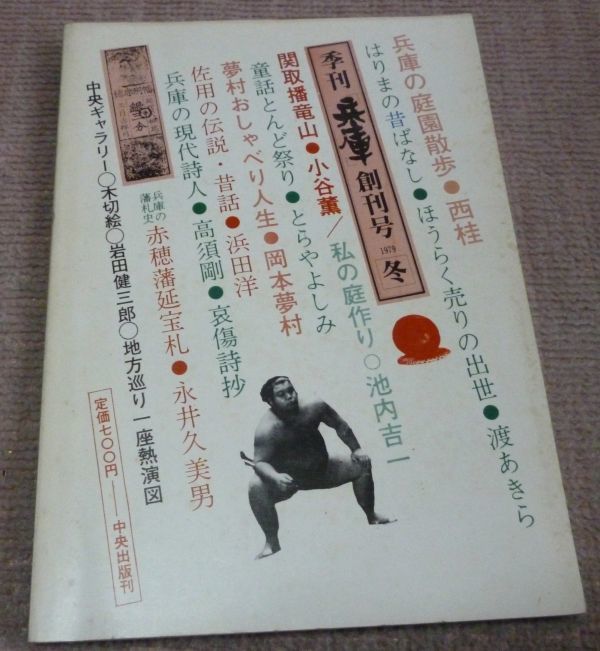 兵庫の庭園散歩●西桂
はりまの昔ばなし●ほうらく売りの出世●渡あきら
季刊 兵庫 創刊号 1979 冬
関取播竜山●小谷薫／私の庭作り○池内吉一
童話とんど祭り●とらやよしみ
夢村おしゃべり人生●岡本夢村
佐用の伝説・昔話●浜田洋
兵庫の現代詩人●高須剛●哀傷詩抄
兵庫の藩札史 赤穂藩延宝札●永井久美男
中央ギャラリー○木切絵○岩田健三郎○地方巡り一座熱演図
定価七〇〇円──中央出版刊